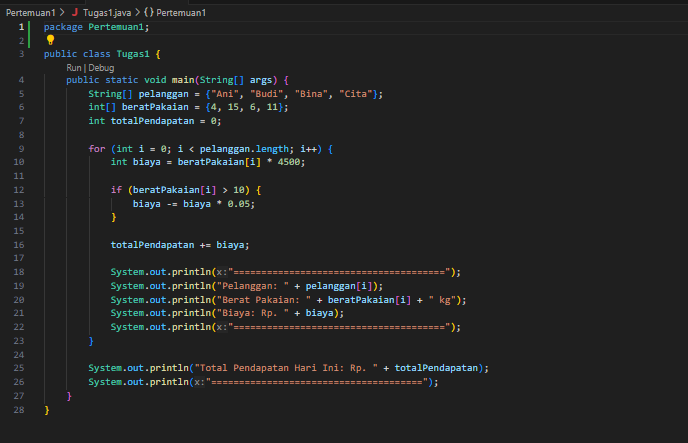 Pertemuan1 > J Tugas1.java > {} Pertemuan1
1 package Pertemuan1;
2
3 public class Tugas1 {
Run | Debug
4 public static void main(String[] args) {
5 String[] pelanggan = {"Ani", "Budi", "Bina", "Cita"};
6 int[] beratPakaian = {4, 15, 6, 11};
7 int totalPendapatan = 0;
8
9 for (int i = 0; i < pelanggan.length; i++) {
10 int biaya = beratPakaian[i] * 4500;
11
12 if (beratPakaian[i] > 10) {
13 biaya -= biaya * 0.05;
14 }
15
16 totalPendapatan += biaya;
17
18 System.out.println(x:"======================================");
19 System.out.println("Pelanggan: " + pelanggan[i]);
20 System.out.println("Berat Pakaian: " + beratPakaian[i] + " kg");
21 System.out.println("Biaya: Rp. " + biaya);
22 System.out.println(x:"======================================");
23 }
24
25 System.out.println("Total Pendapatan Hari Ini: Rp. " + totalPendapatan);
26 System.out.println(x:"======================================");
27 }
28 }